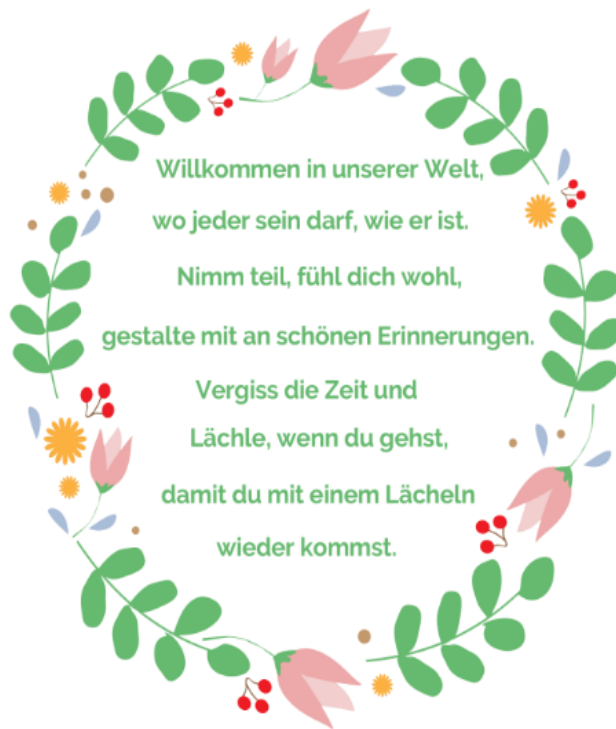 Willkommen in unserer Welt,
wo jeder sein darf, wie er ist.
Nimm teil, fühl dich wohl,
gestalte mit an schönen Erinnerungen.
Vergiss die Zeit und
Lächle, wenn du gehst,
damit du mit einem Lächeln
wieder kommst.